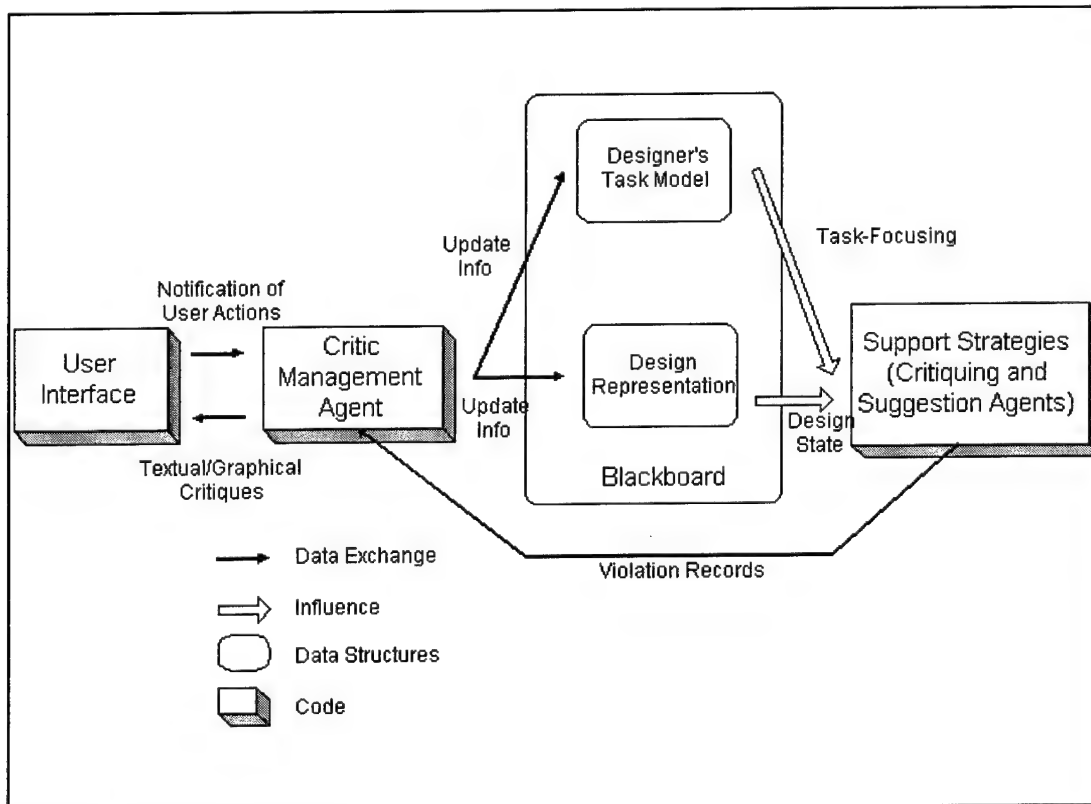 Designer's
Task Model
Task-Focusing
Update
Info
Notification of
User Actions
User
Interface
Critic
Management
Agent
Update
Info
Design
Representation
Support Strategies
(Critiquing and
Suggestion Agents)
Design
State
Textual/Graphical
Critiques
Blackboard
Violation Records
Data Exchange
Influence
Data Structures
Code